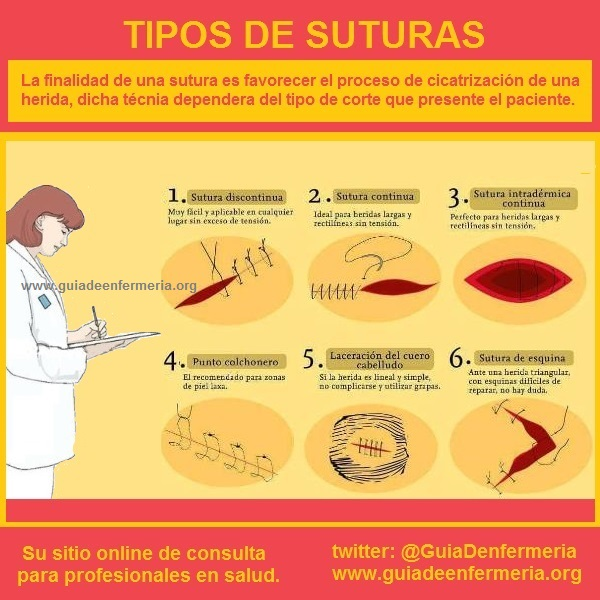 TIPOS DE SUTURAS
La finalidad de una sutura es favorecer el proceso de cicatrización de una
herida, dicha técnia dependera del tipo de corte que presente el paciente.
1. Sutura discontinua
Muy fácil y aplicable en cualquier
lugar sin exceso de tensión.
2. Sutura continua
Ideal para heridas largas y
rectilíneas sin tensión.
3. Sutura intradérmica
continua
Perfecto para heridas largas y
rectilíneas sin tensión.
www.guiadeenfermeria.org
4. Punto colchonero
El recomendado para zonas
de piel laxa.
5. Laceración del cuero
cabelludo
Si la herida es lineal y simple,
no complicarse y utilizar grapas.
6. Sutura de esquina
Ante una herida triangular,
con esquinas difíciles de
reparar, no hay duda.
Su sitio online de consulta
para profesionales en salud.
twitter: @GuiaDenfermeria
www.guiadeenfermeria.org